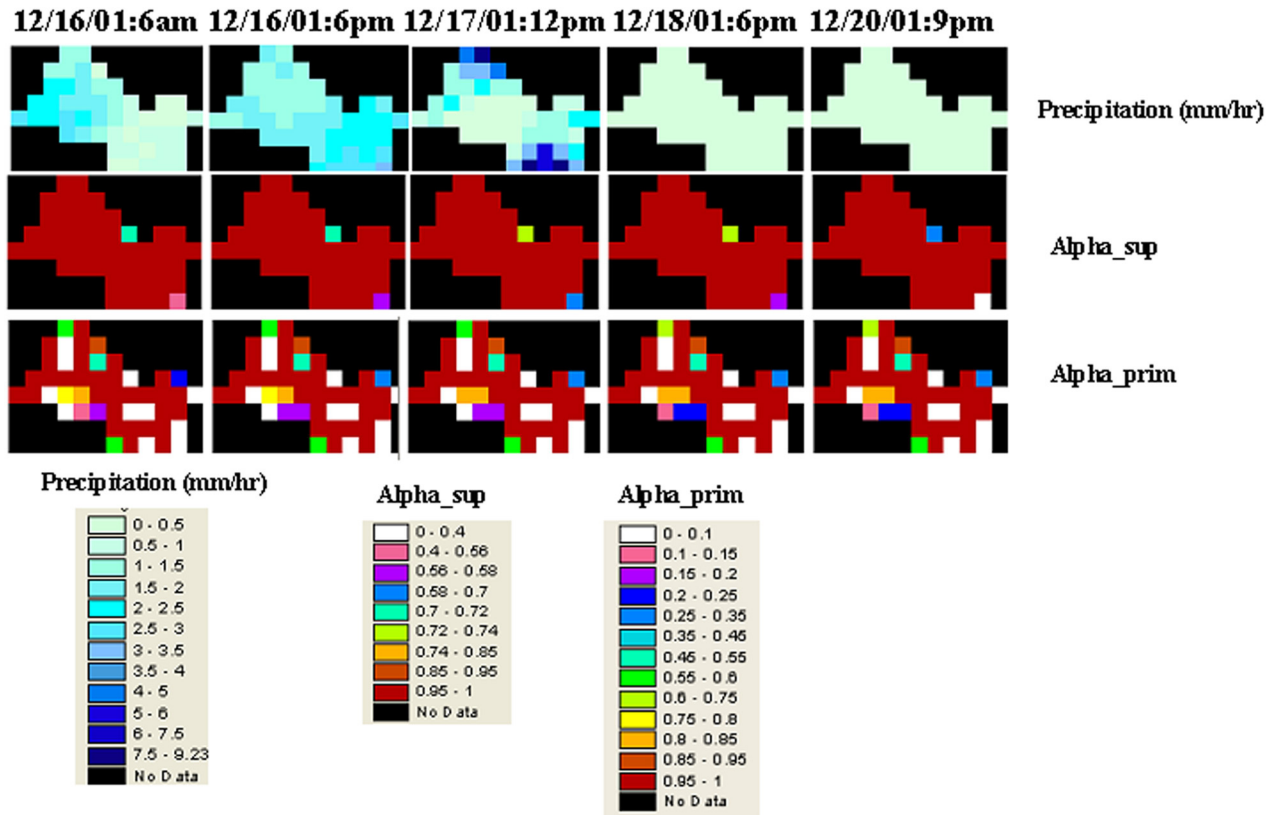 12/16/01:6am 12/16/01:6pm 12/17/01:12pm 12/18/01:6pm 12/20/01:9pm
Precipitation (mm/hr)
Alpha_sup
Alpha_prim
Precipitation (mm/hr)
0 - 0.5
0.5 - 1
1 - 1.5
1.5 - 2
2 - 2.5
2.5 - 3
3 - 3.5
3.5 - 4
4 - 5
5 - 6
6 - 7.5
7.5 - 9.23
No Data
Alpha_sup
0 - 0.4
0.4 - 0.56
0.56 - 0.58
0.58 - 0.7
0.7 - 0.72
0.72 - 0.74
0.74 - 0.85
0.85 - 0.95
0.95 - 1
No Data
Alpha_prim
0 - 0.1
0.1 - 0.15
0.15 - 0.2
0.2 - 0.25
0.25 - 0.35
0.35 - 0.45
0.45 - 0.55
0.55 - 0.6
0.6 - 0.75
0.75 - 0.8
0.8 - 0.85
0.85 - 0.95
0.95 - 1
No Data